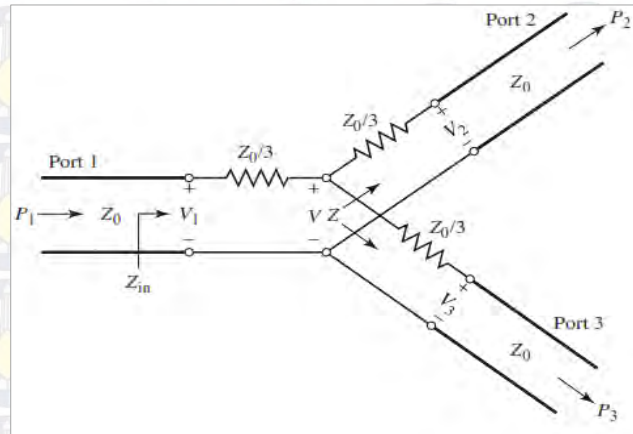 Port 2
P2
Z0
Z0/3
+
V2
−
Port 1
Z0/3
+
+
P1
Z0
V1
V
Z
Z0/3
−
−
Zin
+
V3
−
Port 3
Z0
P3